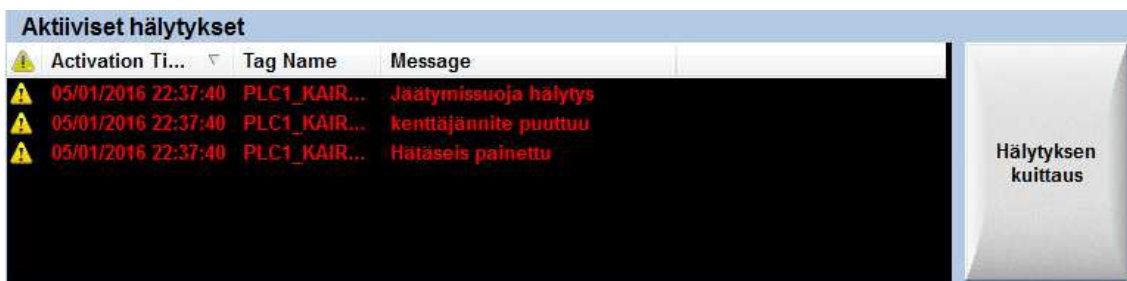 Aktiiviset hälytykset
Activation Ti... Tag Name Message
05/01/2016 22:37:40 PLC1_KAIR... Jäätymissuoja hälytys
05/01/2016 22:37:40 PLC1_KAIR... kenttäjännite puuttuu
05/01/2016 22:37:40 PLC1_KAIR... Hätäseis painettu
Hälytyksen
kuittaus